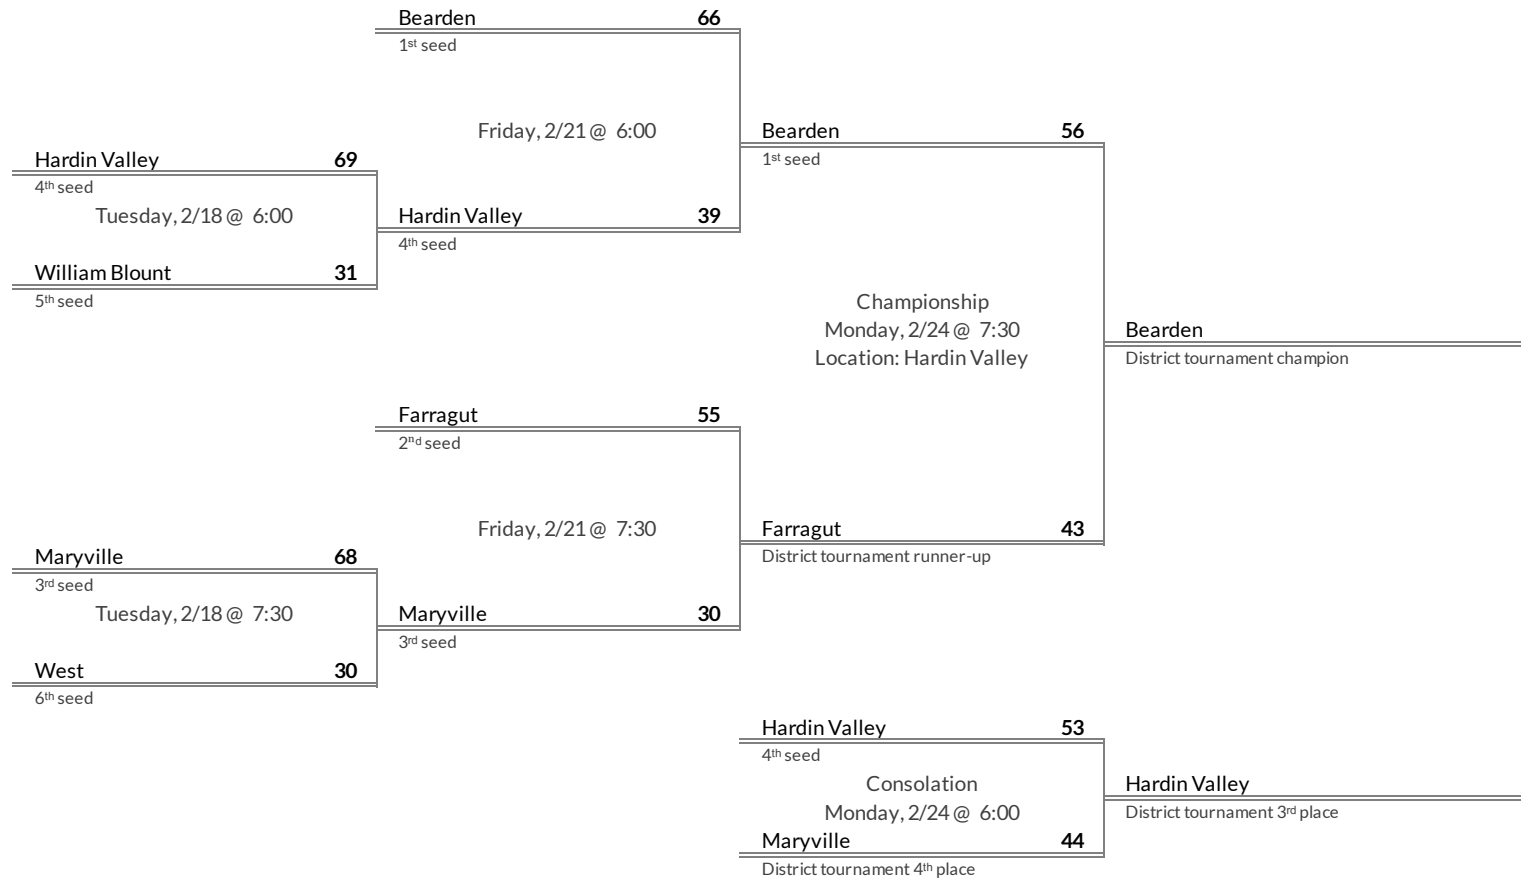 Bearden 66
1st seed
Friday, 2/21 @ 6:00
Bearden 56
1st seed
Hardin Valley 69
4th seed
Tuesday, 2/18 @ 6:00
Hardin Valley 39
4th seed
William Blount 31
5th seed
Championship
Monday, 2/24 @ 7:30
Location: Hardin Valley
Bearden
District tournament champion
Farragut 55
2nd seed
Friday, 2/21 @ 7:30
Farragut 43
District tournament runner-up
Maryville 68
3rd seed
Tuesday, 2/18 @ 7:30
Maryville 30
3rd seed
West 30
6th seed
Hardin Valley 53
4th seed
Consolation
Monday, 2/24 @ 6:00
Hardin Valley
District tournament 3rd place
Maryville 44
District tournament 4th place